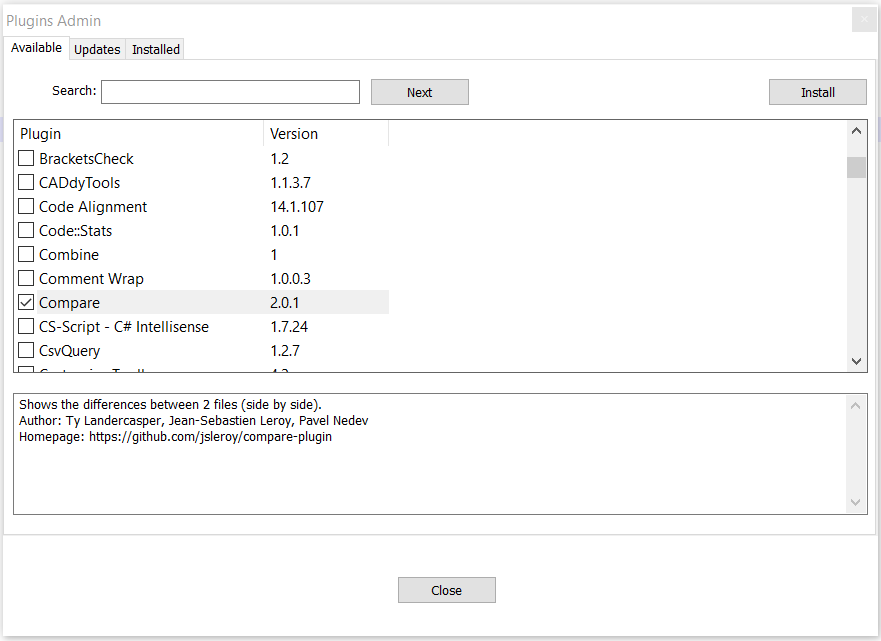 Plugins Admin
Available Updates Installed
Search: Next Install
Plugin Version
BracketsCheck 1.2
CADdyTools 1.1.3.7
Code Alignment 14.1.107
Code::Stats 1.0.1
Combine 1
Comment Wrap 1.0.0.3
Compare 2.0.1
CS-Script - C# Intellisense 1.7.24
CsvQuery 1.2.7
Shows the differences between 2 files (side by side).
Author: Ty Landercasper, Jean-Sebastien Leroy, Pavel Nedev
Homepage: https://github.com/jsleroy/compare-plugin
Close